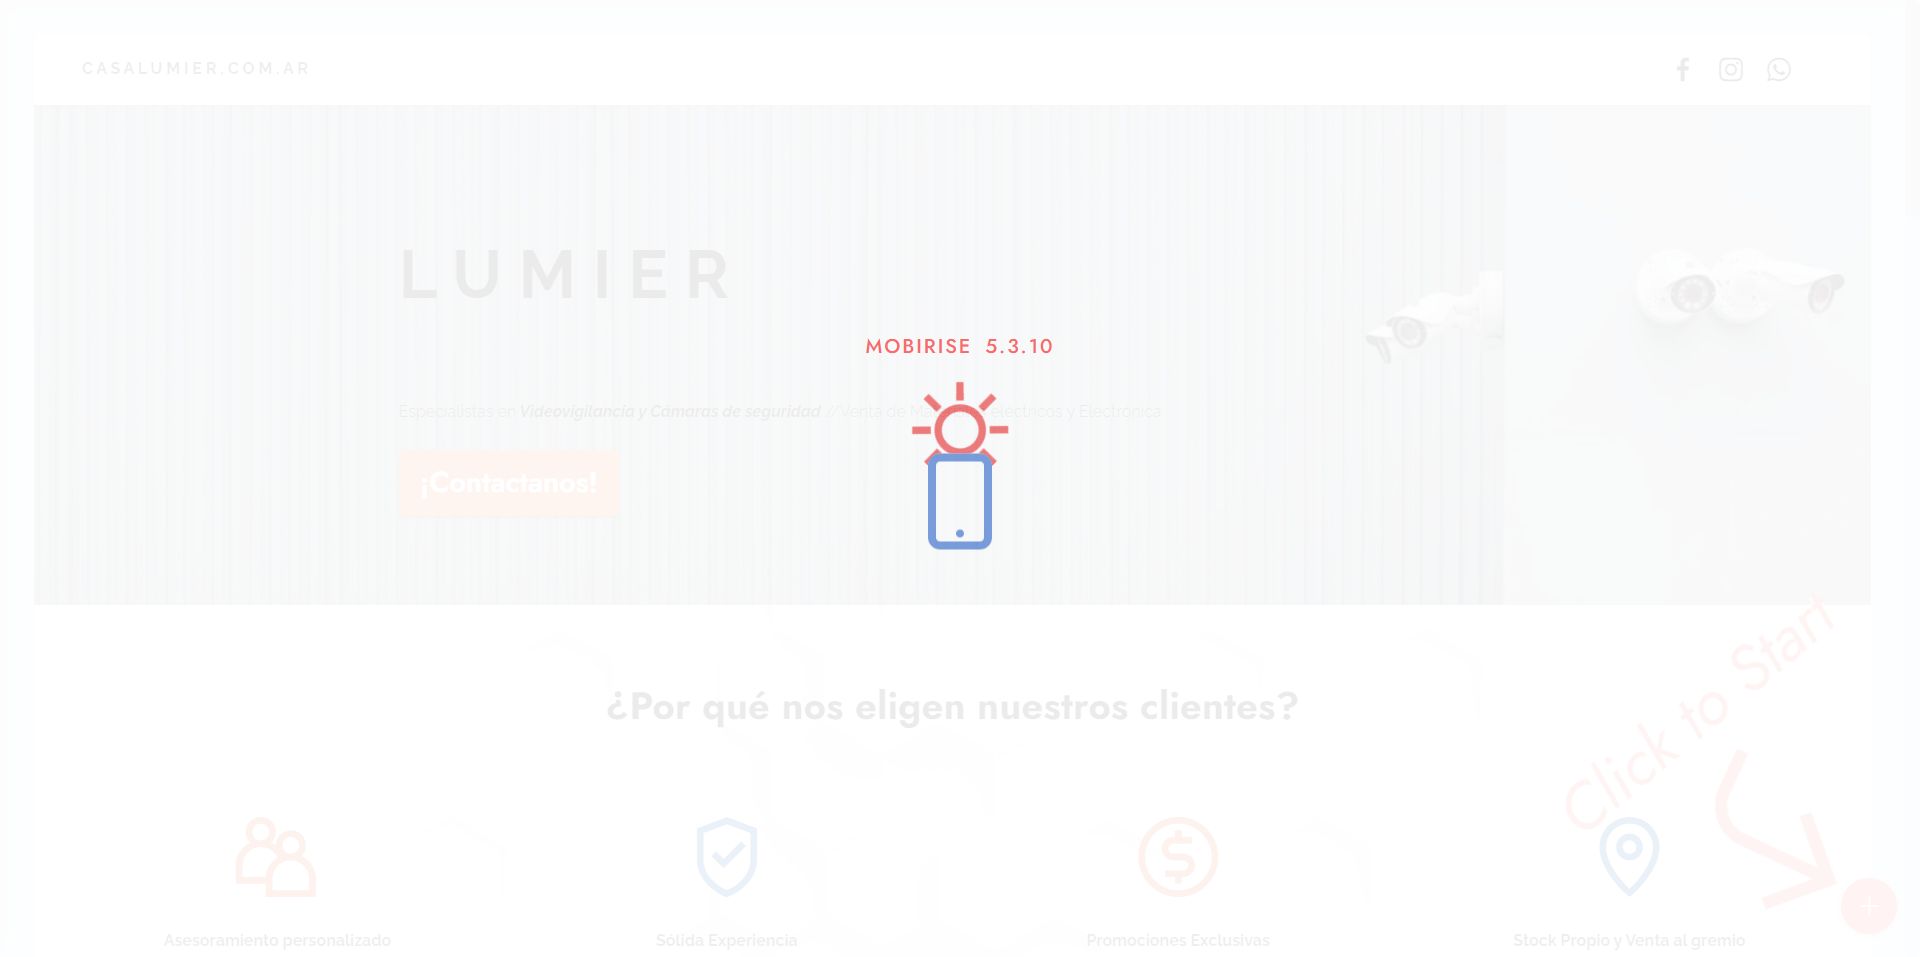 CASALUMIER.COM.AR
LUMIER
MOBIRISE 5.3.10
Especialistas en Videovigilancia y Cámaras de seguridad // Venta de eléctricos y Electrónica
¡Contactanos!
¿Por qué nos eligen nuestros clientes?
Click to Start
Asesoramiento personalizado
Sólida Experiencia
Promociones Exclusivas
Stock Propio y Venta al gremio